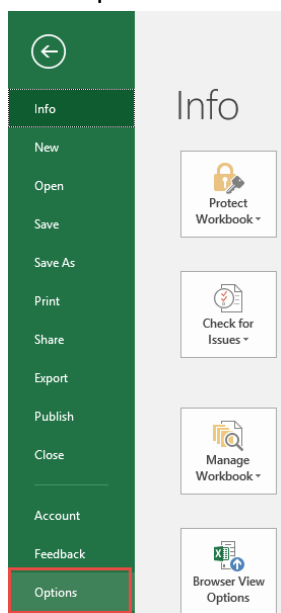 Info
New
Open
Save
Save As
Print
Share
Export
Publish
Close
Account
Feedback
Options
Info
Protect
Workbook
Check for
Issues
Manage
Workbook
Browser View
Options